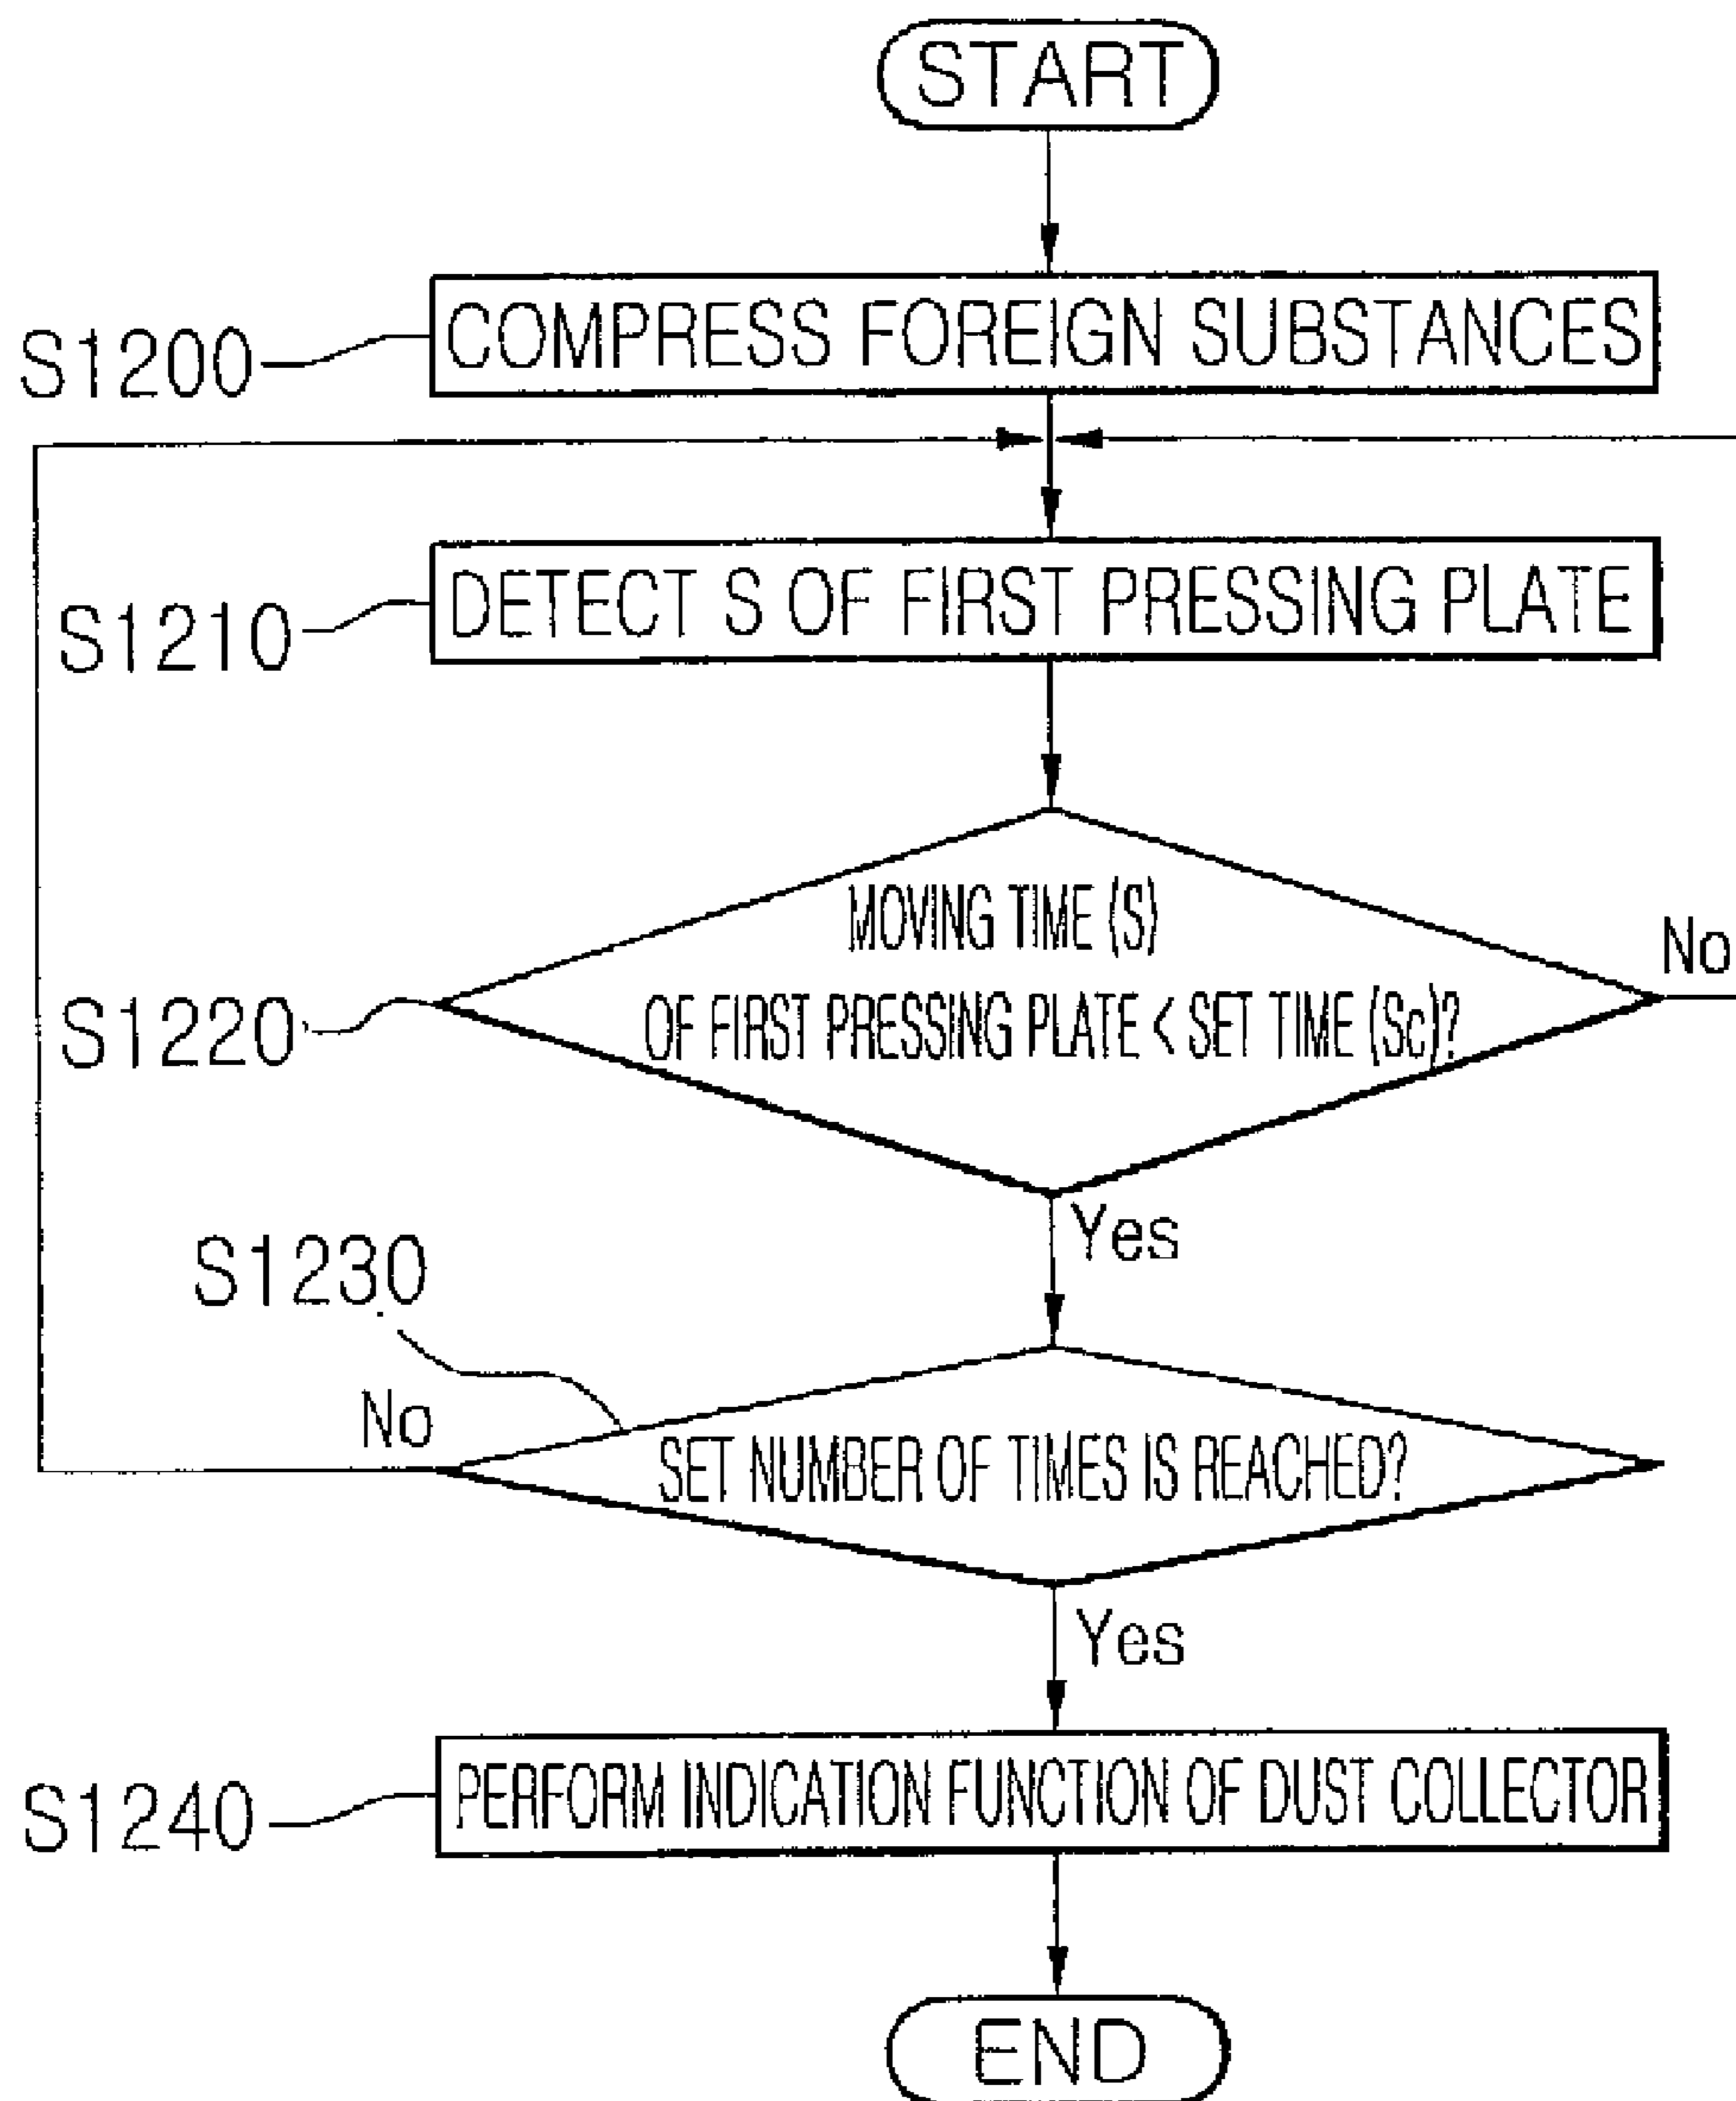 START
S1200
COMPRESS FOREIGN SUBSTANCES
S1210
DETECT S OF FIRST PRESSING PLATE
MOVING TIME (S)
No
S1220
OF FIRST PRESSING PLATE < SET TIME (Sc)?
Yes
S1230
No
SET NUMBER OF TIMES IS REACHED?
Yes
S1240
PERFORM INDICATION FUNCTION OF DUST COLLECTOR
END